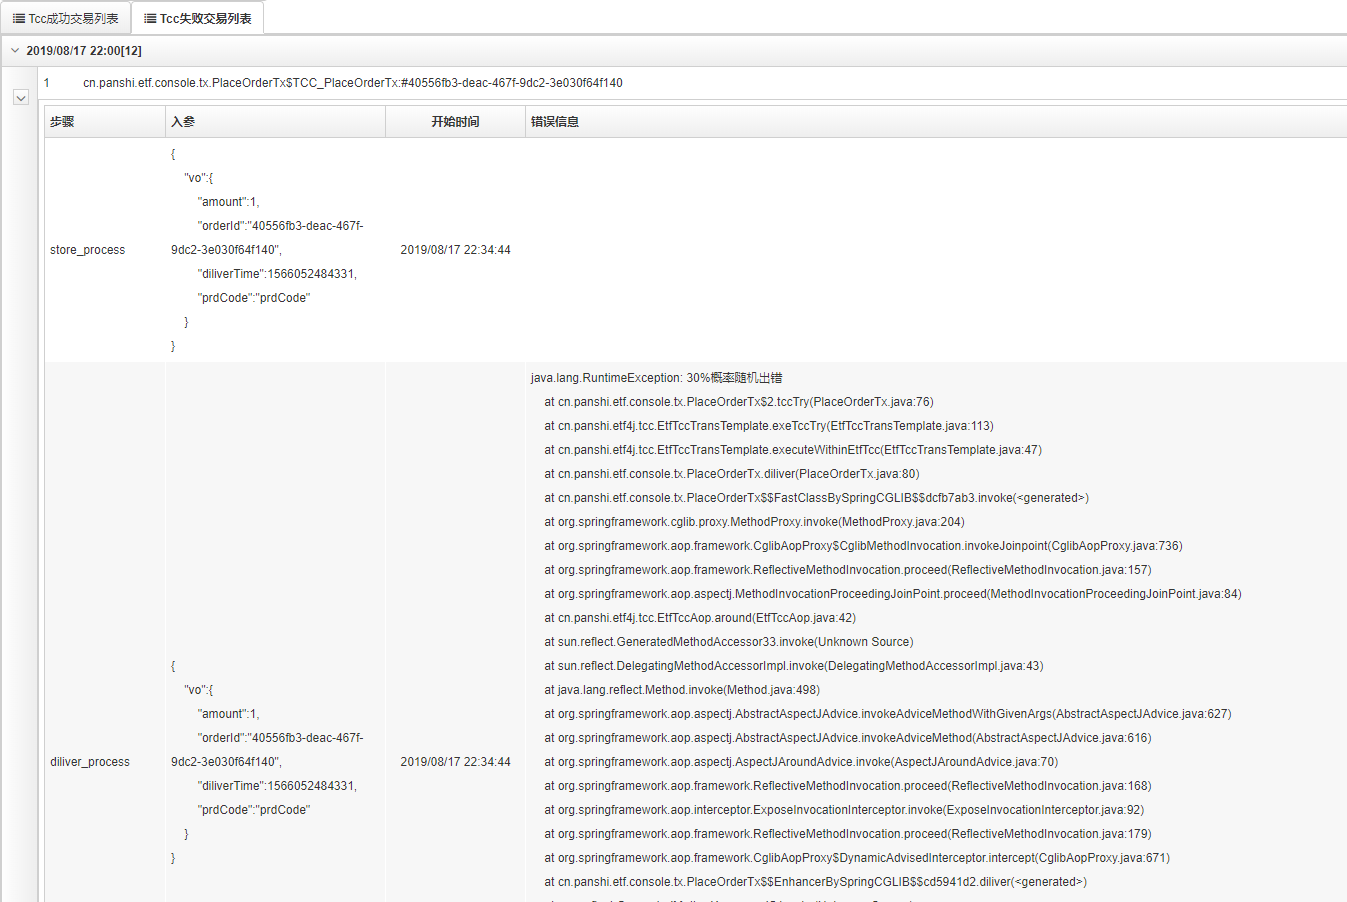 Tcc成功交易列表
Tcc失败交易列表
2019/08/17 22:00[12]
1 cn.panshi.etf.console.tx.PlaceOrderTx$TCC_PlaceOrderTx:#40556fb3-deac-467f-9dc2-3e030f64f140
步骤 入参 开始时间 错误信息
{
"vo":{
"amount":1,
"orderId":"40556fb3-deac-467f-
store_process 9dc2-3e030f64f140", 2019/08/17 22:34:44
"diliverTime":1566052484331,
"prdCode":"prdCode"
}
}
java.lang.RuntimeException: 30%概率随机出错
at cn.panshi.etf.console.tx.PlaceOrderTx$2.tccTry(PlaceOrderTx.java:76)
at cn.panshi.etf4j.tcc.EtfTccTransTemplate.exeTccTry(EtfTccTransTemplate.java:113)
at cn.panshi.etf4j.tcc.EtfTccTransTemplate.executeWithinEtfTcc(EtfTccTransTemplate.java:47)
at cn.panshi.etf.console.tx.PlaceOrderTx.diliver(PlaceOrderTx.java:80)
at cn.panshi.etf.console.tx.PlaceOrderTx$$FastClassBySpringCGLIB$$dcfb7ab3.invoke(<generated>)
at org.springframework.cglib.proxy.MethodProxy.invoke(MethodProxy.java:204)
at org.springframework.aop.framework.CglibAopProxy$CglibMethodInvocation.invokeJoinpoint(CglibAopProxy.java:736)
at org.springframework.aop.framework.ReflectiveMethodInvocation.proceed(ReflectiveMethodInvocation.java:157)
at org.springframework.aop.aspectj.MethodInvocationProceedingJoinPoint.proceed(MethodInvocationProceedingJoinPoint.java:84)
at cn.panshi.etf4j.tcc.EtfTccAop.around(EtfTccAop.java:42)
at sun.reflect.GeneratedMethodAccessor33.invoke(Unknown Source)
{ at sun.reflect.DelegatingMethodAccessorImpl.invoke(DelegatingMethodAccessorImpl.java:43)
"vo":{ at java.lang.reflect.Method.invoke(Method.java:498)
"amount":1, at org.springframework.aop.aspectj.AbstractAspectJAdvice.invokeAdviceMethodWithGivenArgs(AbstractAspectJAdvice.java:627)
"orderId":"40556fb3-deac-467f- at org.springframework.aop.aspectj.AbstractAspectJAdvice.invokeAdviceMethod(AbstractAspectJAdvice.java:616)
diliver_process 9dc2-3e030f64f140", 2019/08/17 22:34:44 at org.springframework.aop.aspectj.AspectJAroundAdvice.invoke(AspectJAroundAdvice.java:70)
"diliverTime":1566052484331, at org.springframework.aop.framework.ReflectiveMethodInvocation.proceed(ReflectiveMethodInvocation.java:168)
"prdCode":"prdCode" at org.springframework.aop.interceptor.ExposeInvocationInterceptor.invoke(ExposeInvocationInterceptor.java:92)
} at org.springframework.aop.framework.ReflectiveMethodInvocation.proceed(ReflectiveMethodInvocation.java:179)
} at org.springframework.aop.framework.CglibAopProxy$DynamicAdvisedInterceptor.intercept(CglibAopProxy.java:671)
at cn.panshi.etf.console.tx.PlaceOrderTx$$EnhancerBySpringCGLIB$$cd5941d2.diliver(<generated>)